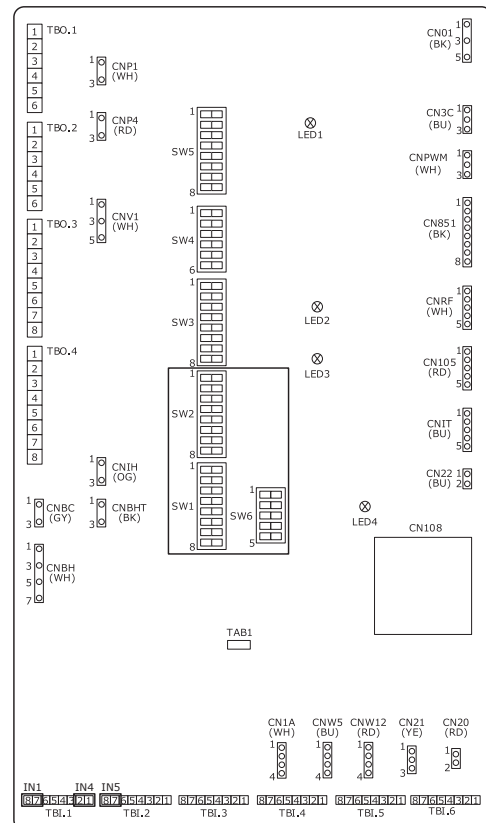 TBO.1
1
2
3
4
5
6
TBO.2
1
2
3
4
5
6
TBO.3
1
2
3
4
5
6
7
8
TBO.4
1
2
3
4
5
6
7
8
1
3
CNP1
(WH)
1
3
CNP4
(RD)
1
3
5
CNV1
(WH)
1
3
CNIH
(OG)
1
3
CNBC
(GY)
1
3
CNBHT
(BK)
1
3
5
7
CNBH
(WH)
1
SW5
8
1
SW4
6
1
SW3
8
1
SW2
8
1
SW1
8
1
SW6
5
LED1
LED2
LED3
LED4
1
3
5
CN01
(BK)
1
3
CN3C
(BU)
1
3
CNPWM
(WH)
1
8
CN851
(BK)
1
5
CNRF
(WH)
1
5
CN105
(RD)
1
5
CNIT
(BU)
1
2
CN22
(BU)
CN108
TAB1
CN1A
(WH)
1
4
CNW5
(BU)
1
4
CNW12
(RD)
1
4
CN21
(YE)
1
3
CN20
(RD)
1
2
IN1 IN4 IN5
8 7 6 5 4 3 2 1
TBI.1
8 7 6 5 4 3 2 1
TBI.2
8 7 6 5 4 3 2 1
TBI.3
8 7 6 5 4 3 2 1
TBI.4
8 7 6 5 4 3 2 1
TBI.5
8 7 6 5 4 3 2 1
TBI.6